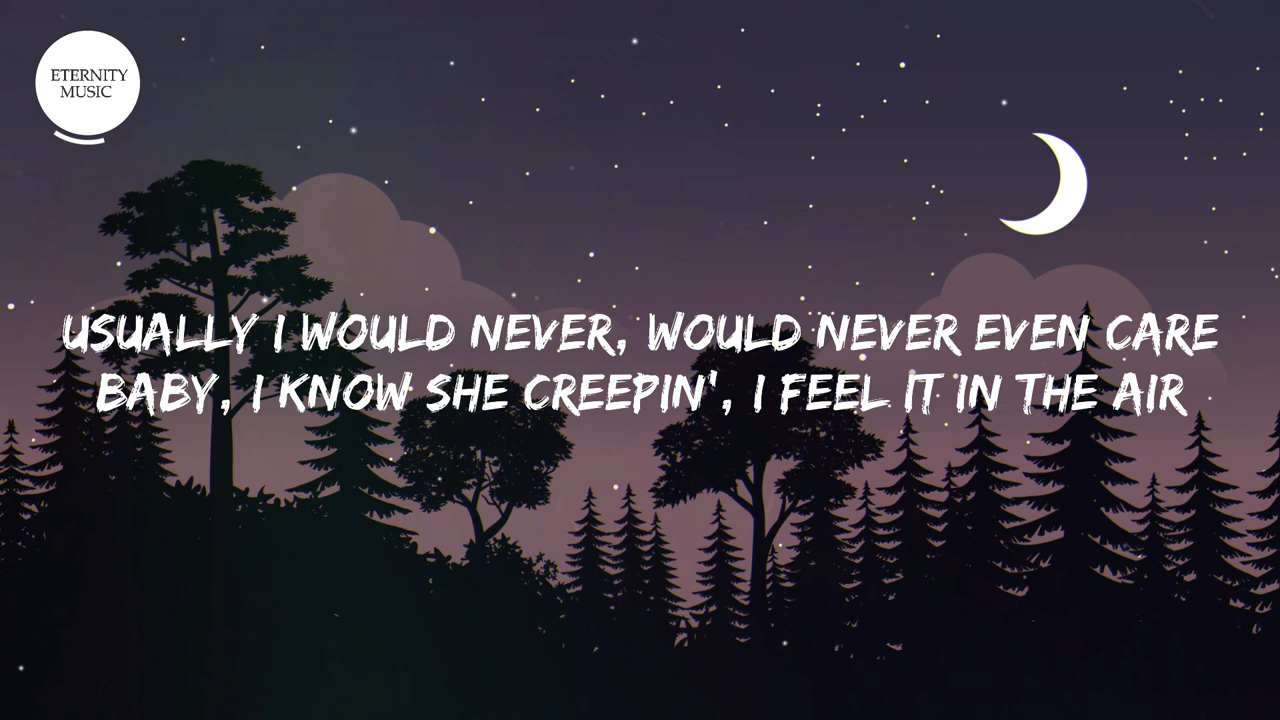 ETERNITY
MUSIC
USUALLY I WOULD NEVER, WOULD NEVER EVEN CARE
BABY, I KNOW SHE CREEPIN', I FEEL IT IN THE AIR